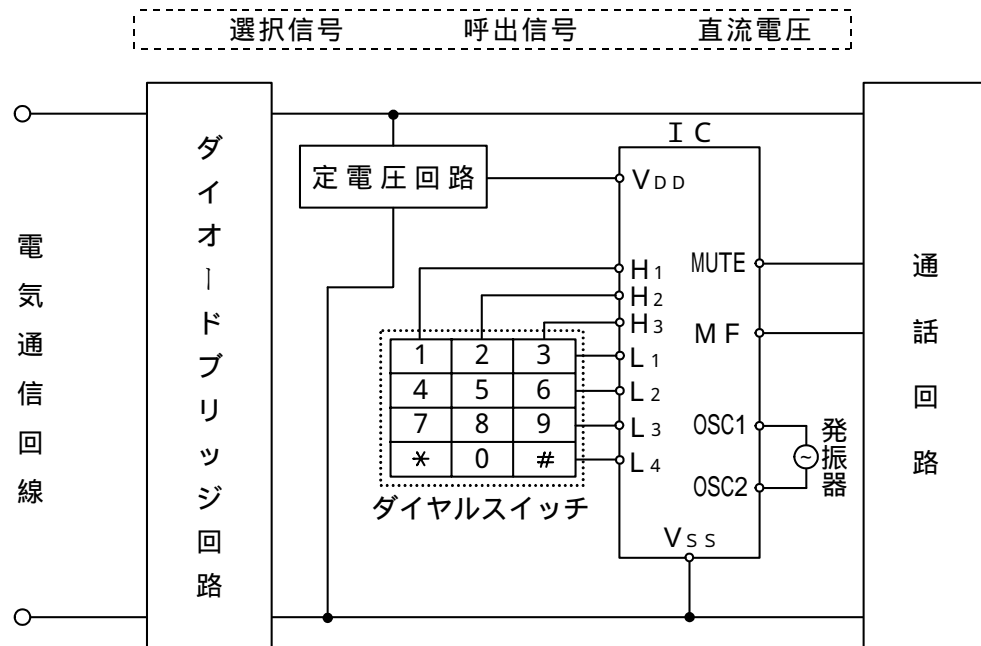 選択信号 呼出信号 直流電圧
電気通信回線
ダイオードブリッジ回路
定電圧回路
IC
VDD
H1
H2
H3
L1
L2
L3
L4
MUTE
MF
OSC1
OSC2
VSS
1 2 3
4 5 6
7 8 9
* 0 #
ダイヤルスイッチ
~
発振器
通話回路